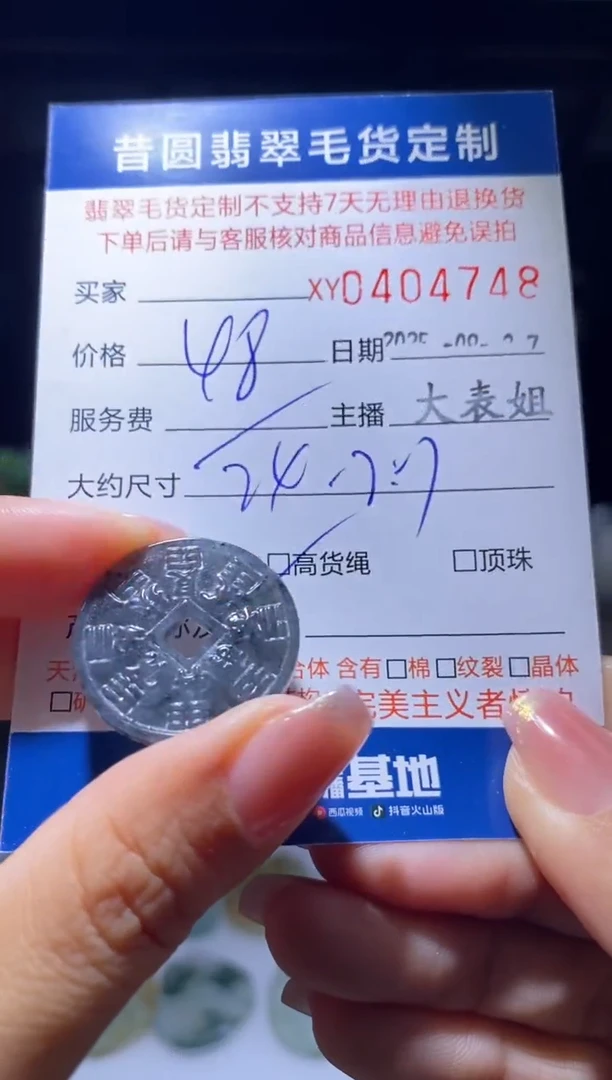 昔圆翡翠毛货定制
翡翠毛货定制不支持7天无理由退换货
下单后请与客服核对商品信息避免误拍
买家 XY0404748
价格 48 日期
服务费 主播 大表姐
大约尺寸 24
高货绳 顶珠
含有 棉 纹裂 晶体
完美主义者
基地
西瓜视频 抖音火山版